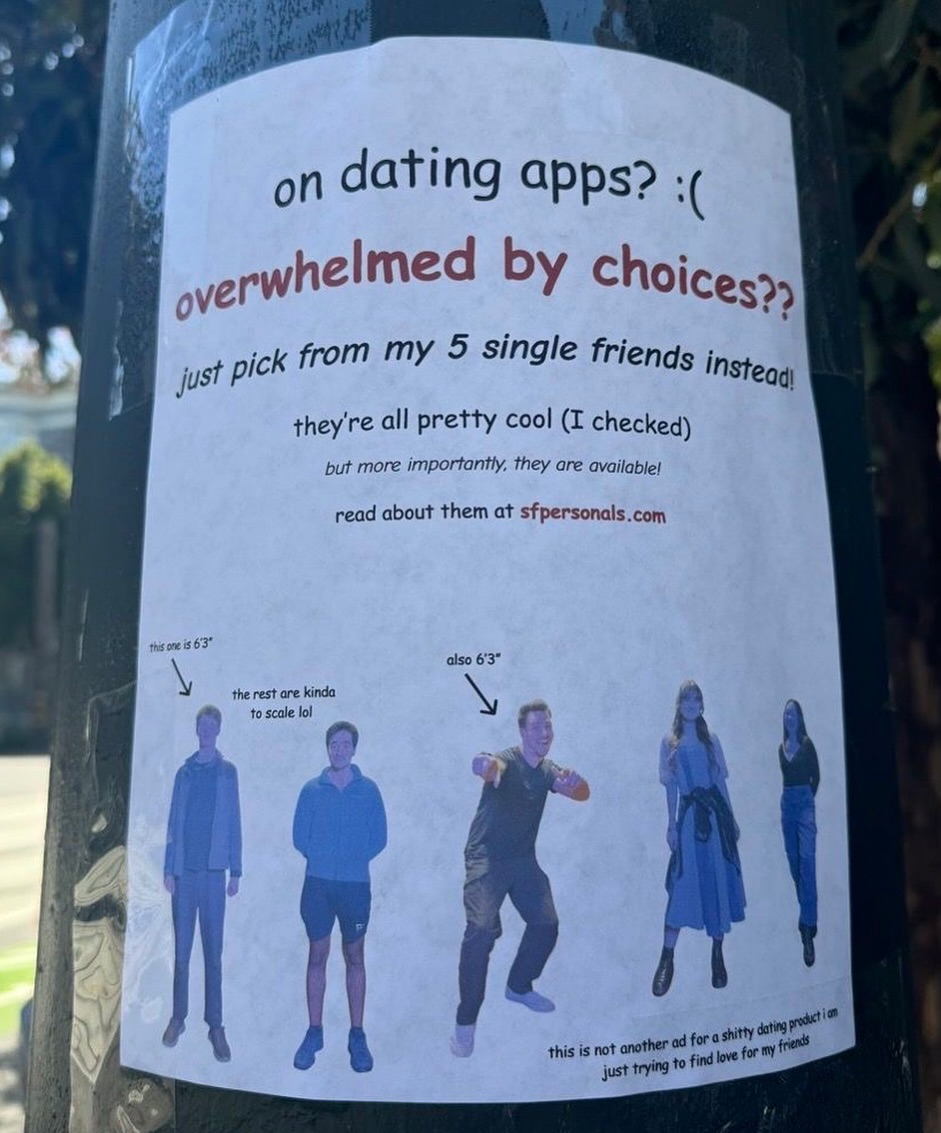 on dating apps? :(
overwhelmed by choices??
just pick from my 5 single friends instead!
they're all pretty cool (I checked)
but more importantly, they are available!
read about them at sfpersonals.com
this one is 6'3"
also 6'3"
the rest are kinda
to scale lol
this is not another ad for a shitty dating product i am
just trying to find love for my friends